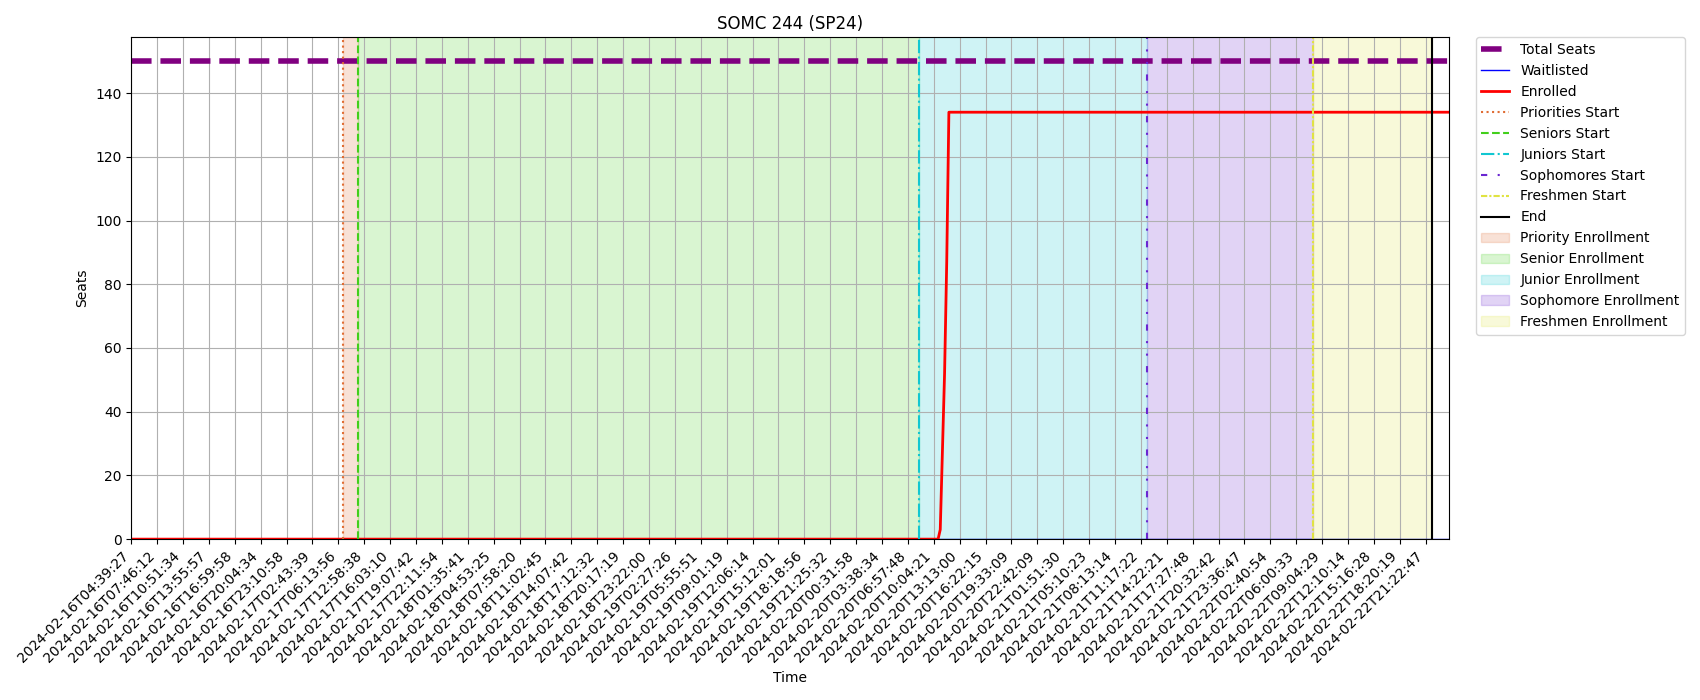 SOMC 244 (SP24)
Seats
140
120
100
80
60
40
20
0
2024-02-16T04:39:27
2024-02-16T07:46:12
2024-02-16T10:51:34
2024-02-16T13:55:57
2024-02-16T16:59:58
2024-02-16T20:04:34
2024-02-16T23:10:58
2024-02-17T02:43:39
2024-02-17T06:13:56
2024-02-17T12:58:38
2024-02-17T16:03:10
2024-02-17T19:07:42
2024-02-17T22:11:54
2024-02-18T01:35:41
2024-02-18T04:53:25
2024-02-18T07:58:20
2024-02-18T11:02:45
2024-02-18T14:07:42
2024-02-18T17:12:32
2024-02-18T20:17:19
2024-02-18T23:22:00
2024-02-19T02:27:26
2024-02-19T05:55:51
2024-02-19T09:01:19
2024-02-19T12:06:14
2024-02-19T15:12:01
2024-02-19T18:18:56
2024-02-19T21:25:32
2024-02-20T00:31:58
2024-02-20T03:38:34
2024-02-20T06:57:48
2024-02-20T10:04:21
2024-02-20T13:13:00
2024-02-20T16:22:15
2024-02-20T19:33:09
2024-02-20T22:42:09
2024-02-21T01:51:30
2024-02-21T05:10:23
2024-02-21T08:13:14
2024-02-21T11:17:22
2024-02-21T14:22:21
2024-02-21T17:27:48
2024-02-21T20:32:42
2024-02-21T23:36:47
2024-02-22T02:40:54
2024-02-22T06:00:33
2024-02-22T09:04:29
2024-02-22T12:10:14
2024-02-22T15:16:28
2024-02-22T18:20:19
2024-02-22T21:22:47
Time
Total Seats
Waitlisted
Enrolled
Priorities Start
Seniors Start
Juniors Start
Sophomores Start
Freshmen Start
End
Priority Enrollment
Senior Enrollment
Junior Enrollment
Sophomore Enrollment
Freshmen Enrollment